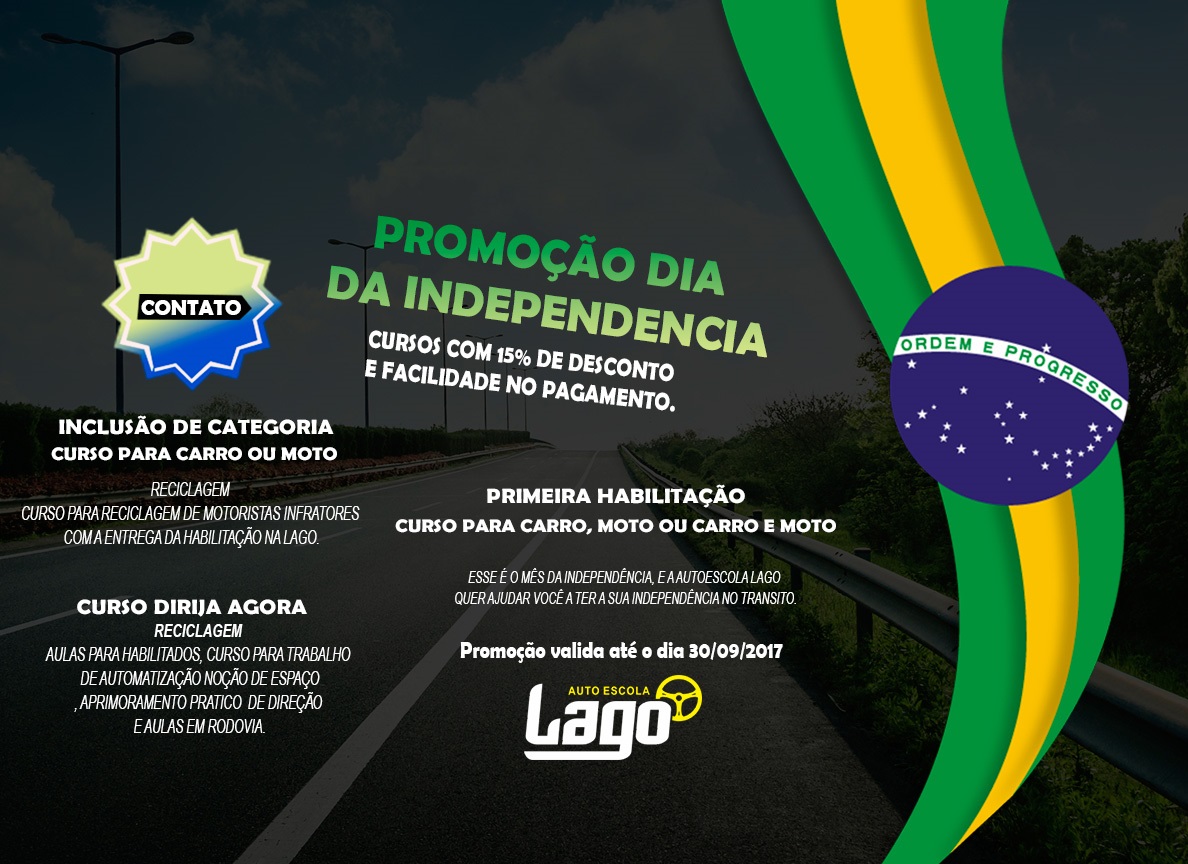 PROMOÇÃO DIA
DA INDEPENDENCIA
CURSOS COM 15% DE DESCONTO
E FACILIDADE NO PAGAMENTO.
CONTATO
INCLUSÃO DE CATEGORIA
CURSO PARA CARRO OU MOTO
RECICLAGEM
CURSO PARA RECICLAGEM DE MOTORISTAS INFRATORES
COM A ENTREGA DA HABILITAÇÃO NA LAGO.
CURSO DIRIJA AGORA
RECICLAGEM
AULAS PARA HABILITADOS, CURSO PARA TRABALHO
DE AUTOMATIZAÇÃO NOÇÃO DE ESPAÇO
, APRIMORAMENTO PRATICO DE DIREÇÃO
E AULAS EM RODOVIA.
PRIMEIRA HABILITAÇÃO
CURSO PARA CARRO, MOTO OU CARRO E MOTO
ESSE É O MÊS DA INDEPENDÊNCIA, E A AUTOESCOLA LAGO
QUER AJUDAR VOCÊ A TER A SUA INDEPENDÊNCIA NO TRANSITO.
Promoção valida até o dia 30/09/2017
AUTO ESCOLA
Lago
ORDEM E PROGRESSO